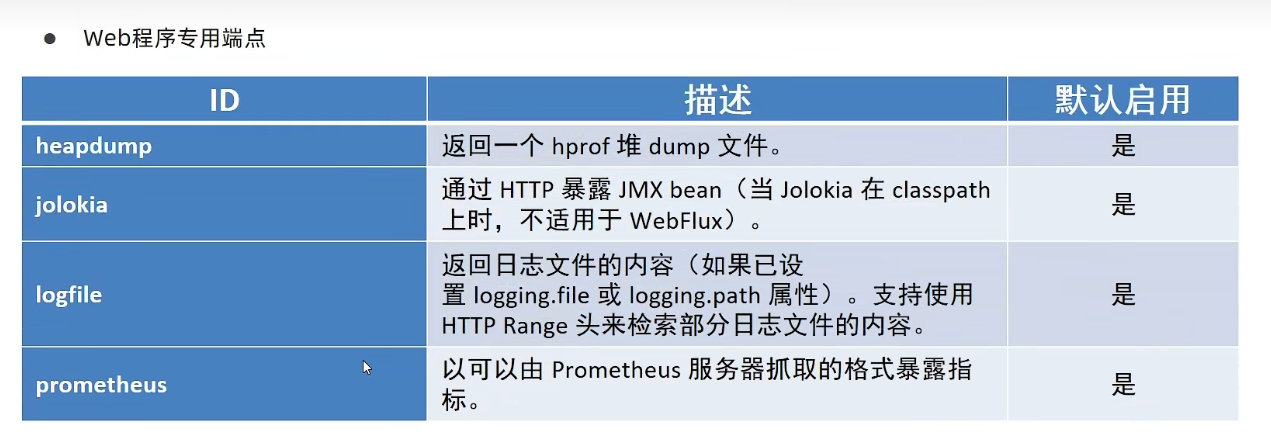 ● Web程序专用端点
ID 描述 默认启用
heapdump 返回一个 hprof 堆 dump 文件。 是
jolokia 通过 HTTP 暴露 JMX bean（当 Jolokia 在 classpath
上时，不适用于 WebFlux）。 是
logfile 返回日志文件的内容（如果已设
置 logging.file 或 logging.path 属性）。支持使用
HTTP Range 头来检索部分日志文件的内容。 是
prometheus 以可以由 Prometheus 服务器抓取的格式暴露指
标。 是